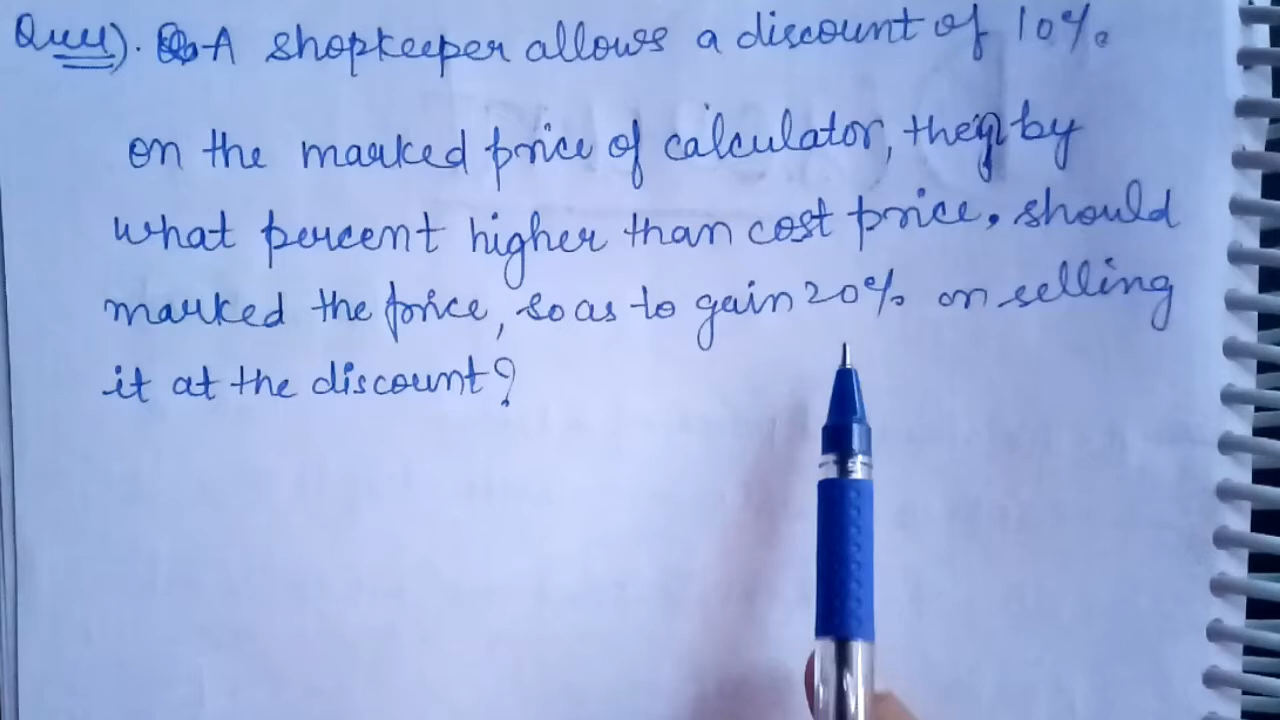 Que 4). A shopkeeper allows a discount of 10%
on the marked price of calculator, then by
what percent higher than cost price, should
marked the price, so as to gain 20% on selling
it at the discount?